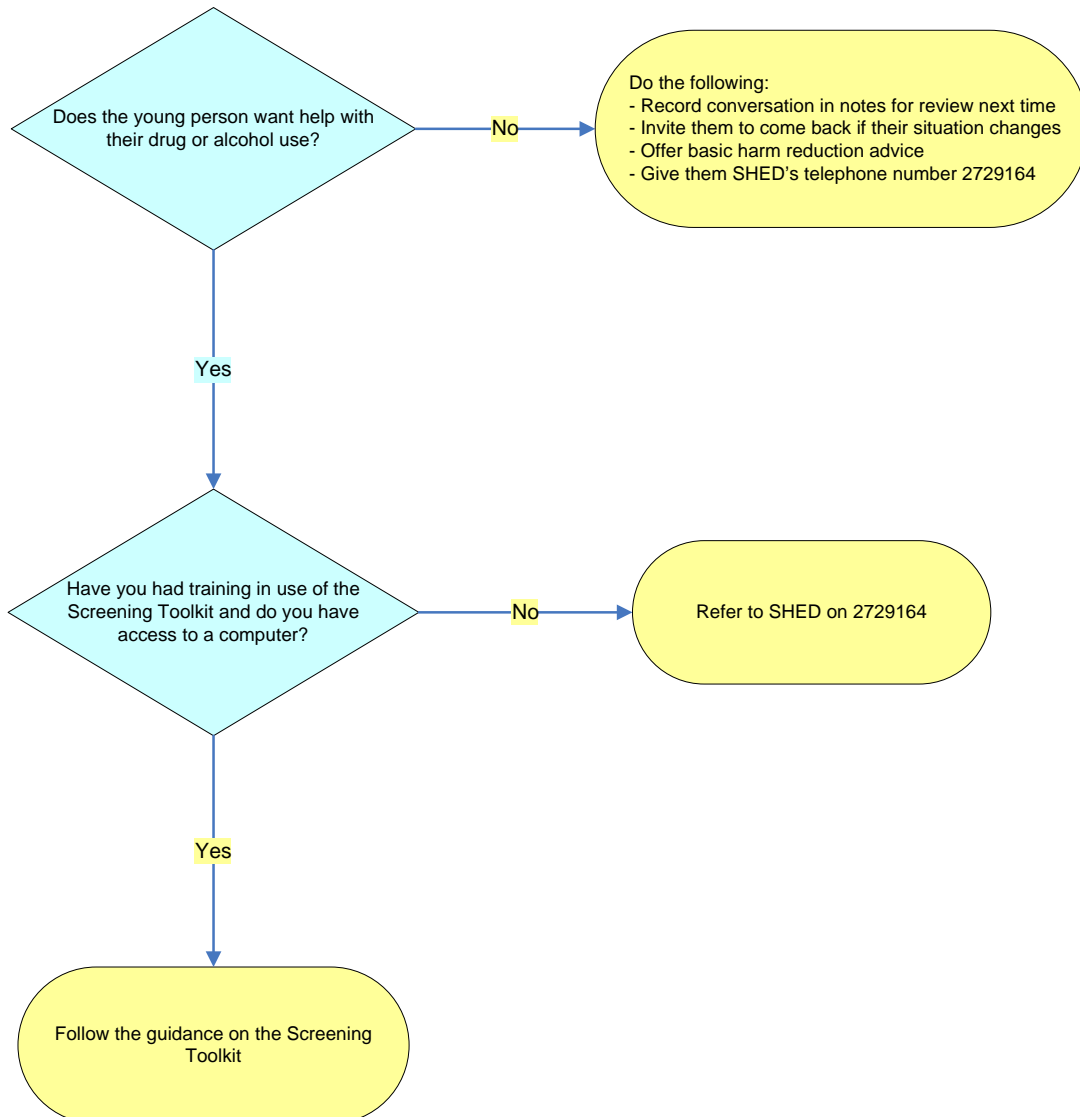 Does the young person want help with
their drug or alcohol use?
No
Do the following:
- Record conversation in notes for review next time
- Invite them to come back if their situation changes
- Offer basic harm reduction advice
- Give them SHED’s telephone number 2729164
Yes
Have you had training in use of the
Screening Toolkit and do you have
access to a computer?
No
Refer to SHED on 2729164
Yes
Follow the guidance on the Screening
Toolkit